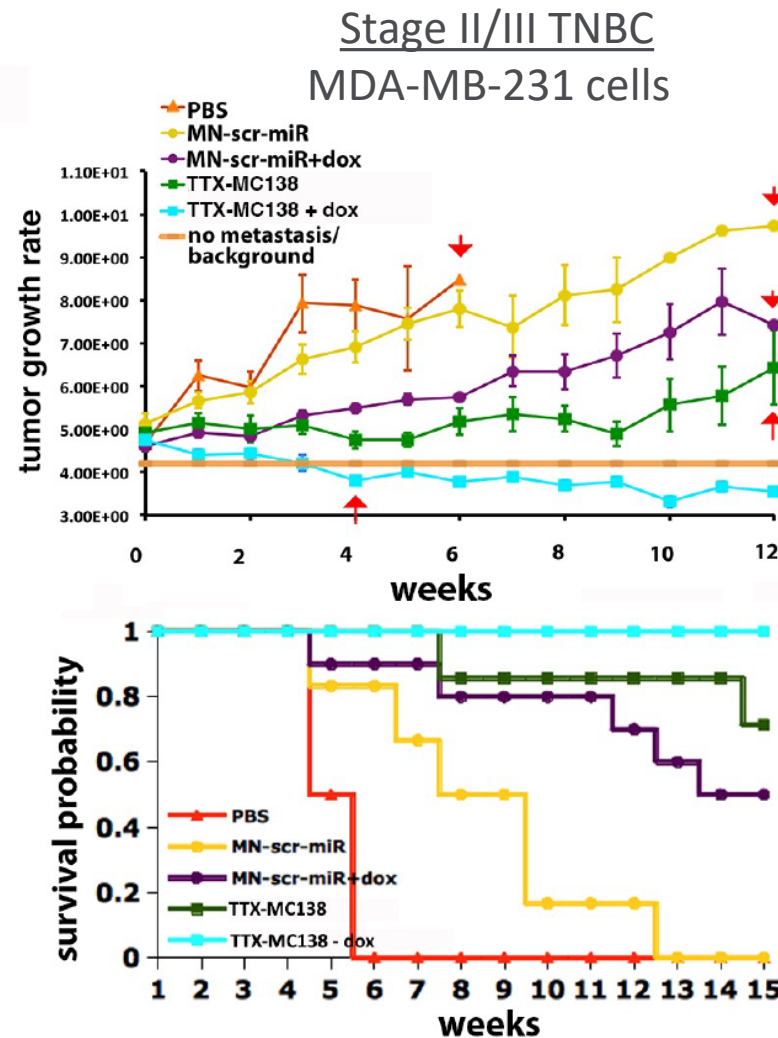 Stage II/III TNBC
MDA-MB-231 cells
PBS
MN-scr-miR
MN-scr-miR+dox
TTX-MC138
TTX-MC138 + dox
no metastasis/
background
tumor growth rate
1.10E+01
1.00E+01
9.00E+00
8.00E+00
7.00E+00
6.00E+00
5.00E+00
4.00E+00
3.00E+00
0 2 4 6 8 10 12
weeks
survival probability
1
0.8
0.6
0.4
0.2
0
PBS
MN-scr-miR
MN-scr-miR+dox
TTX-MC138
TTX-MC138 - dox
1 2 3 4 5 6 7 8 9 10 11 12 13 14 15
weeks